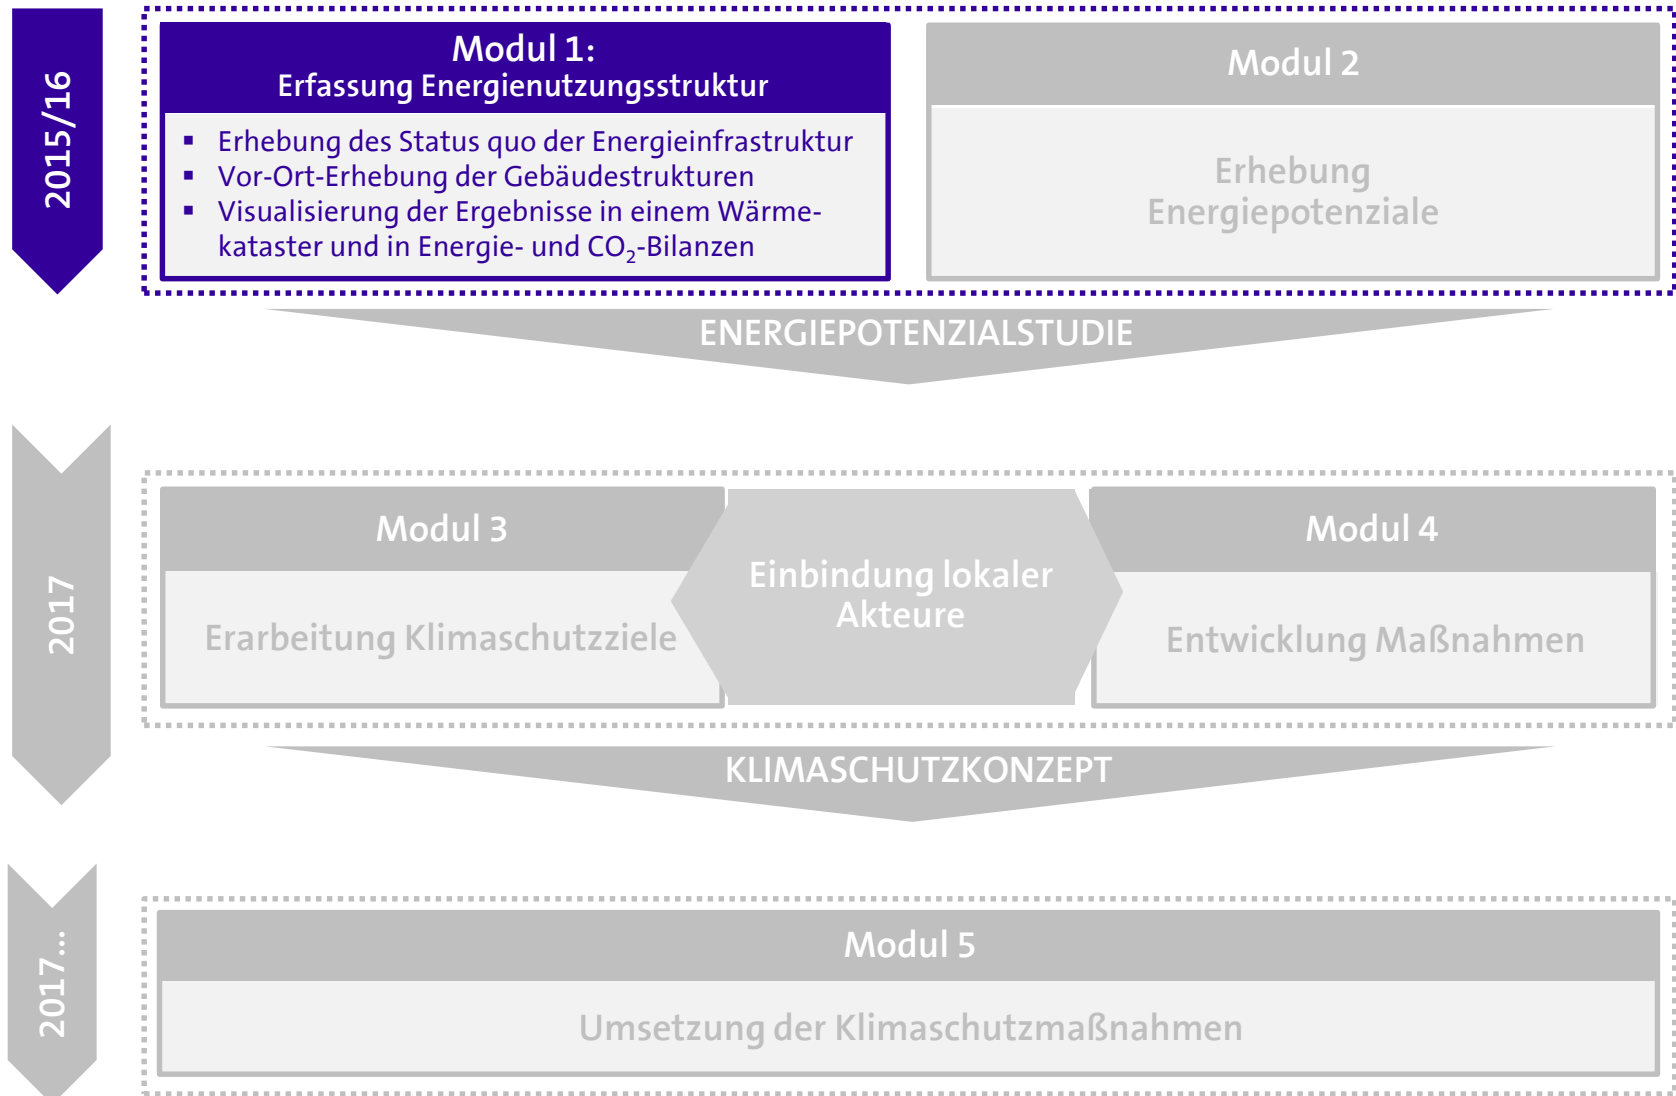 2015/16
Modul 1:
Erfassung Energienutzungsstruktur
▪ Erhebung des Status quo der Energieinfrastruktur
▪ Vor-Ort-Erhebung der Gebäudestrukturen
▪ Visualisierung der Ergebnisse in einem Wärme-
kataster und in Energie- und CO₂-Bilanzen
Modul 2
Erhebung
Energiepotenziale
ENERGIEPOTENZIALSTUDIE
2017
Modul 3
Erarbeitung Klimaschutzziele
Einbindung lokaler
Akteure
Modul 4
Entwicklung Maßnahmen
KLIMASCHUTZKONZEPT
2017...
Modul 5
Umsetzung der Klimaschutzmaßnahmen